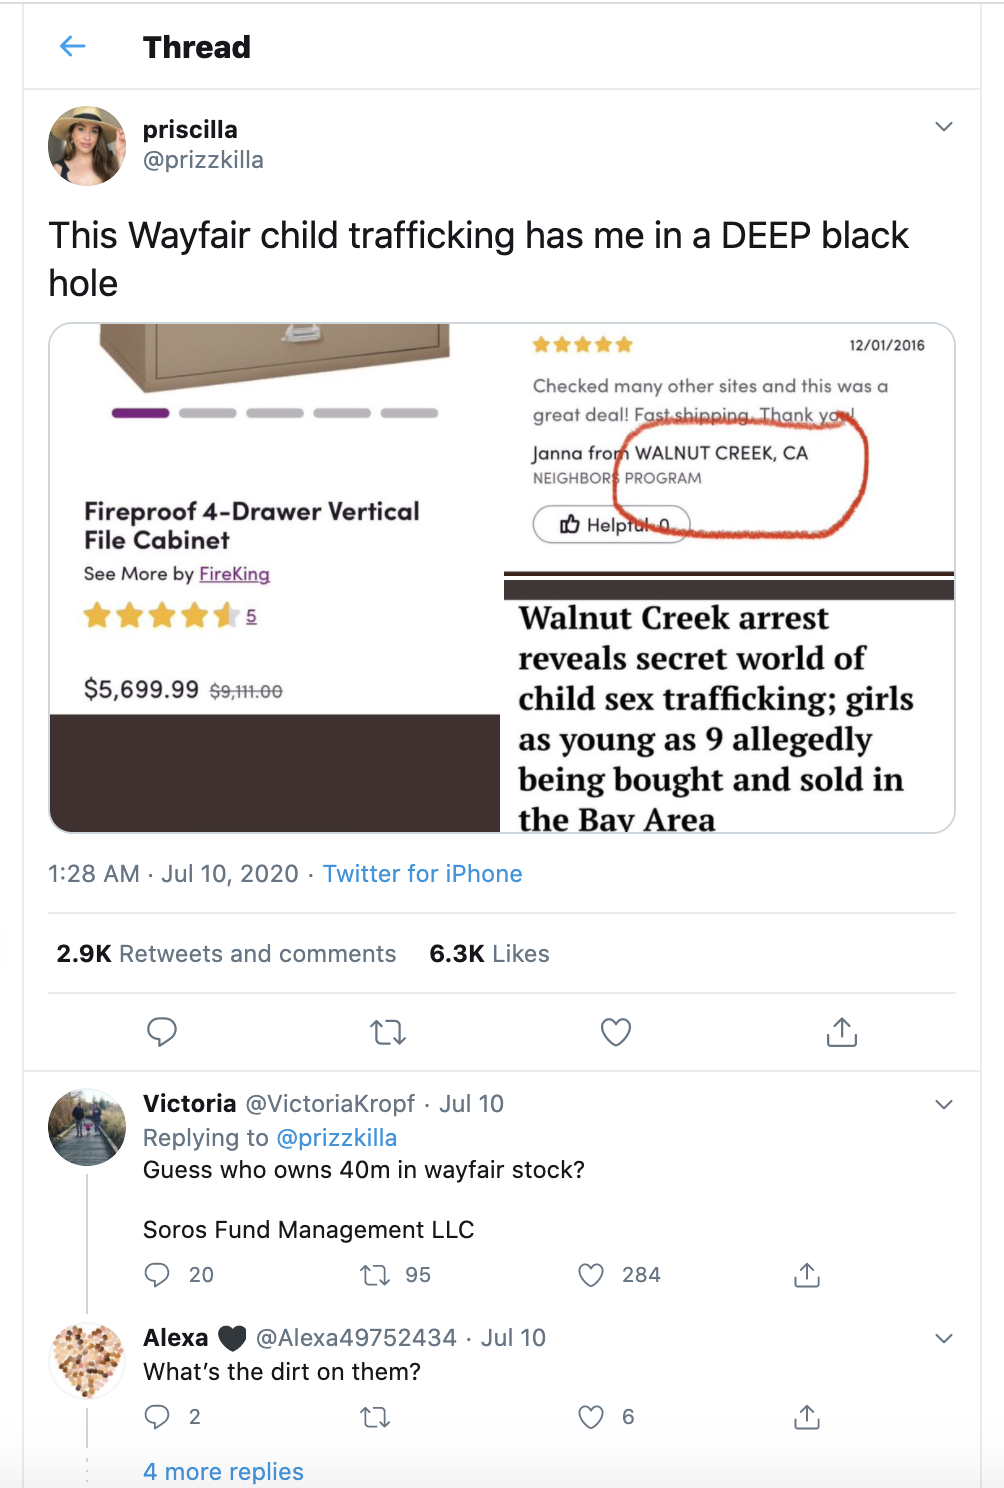 Thread
priscilla
@prizzkilla
This Wayfair child trafficking has me in a DEEP black
hole
Fireproof 4-Drawer Vertical
File Cabinet
See More by FireKing
5
$5,699.99 $9,111.00
12/01/2016
Checked many other sites and this was a
great deal! Fast shipping. Thank you!
Janna from WALNUT CREEK, CA
NEIGHBORS PROGRAM
Helpful 0
Walnut Creek arrest
reveals secret world of
child sex trafficking; girls
as young as 9 allegedly
being bought and sold in
the Bay Area
1:28 AM · Jul 10, 2020 · Twitter for iPhone
2.9K Retweets and comments 6.3K Likes
Victoria @VictoriaKropf · Jul 10
Replying to @prizzkilla
Guess who owns 40m in wayfair stock?
Soros Fund Management LLC
20 95 284
Alexa 🖤 @Alexa49752434 · Jul 10
What's the dirt on them?
2 6
4 more replies